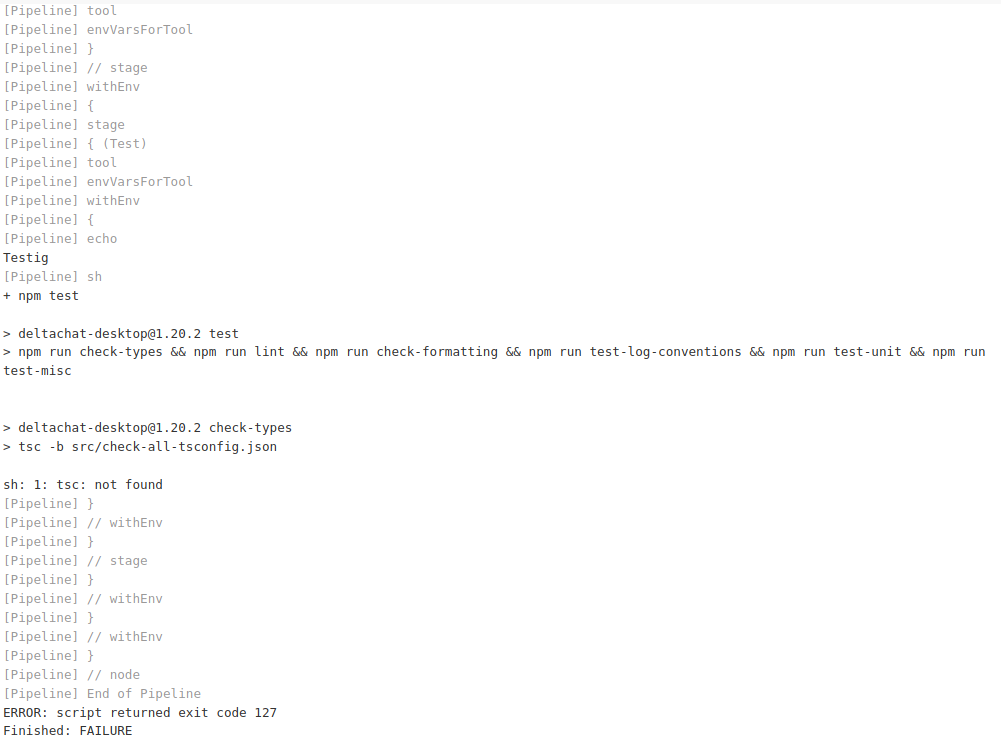 [Pipeline] tool
[Pipeline] envVarsForTool
[Pipeline] }
[Pipeline] // stage
[Pipeline] withEnv
[Pipeline] {
[Pipeline] stage
[Pipeline] { (Test)
[Pipeline] tool
[Pipeline] envVarsForTool
[Pipeline] withEnv
[Pipeline] {
[Pipeline] echo
Testig
[Pipeline] sh
+ npm test
> deltachat-desktop@1.20.2 test
> npm run check-types && npm run lint && npm run check-formatting && npm run test-log-conventions && npm run test-unit && npm run
test-misc
> deltachat-desktop@1.20.2 check-types
> tsc -b src/check-all-tsconfig.json
sh: 1: tsc: not found
[Pipeline] }
[Pipeline] // withEnv
[Pipeline] }
[Pipeline] // stage
[Pipeline] }
[Pipeline] // withEnv
[Pipeline] }
[Pipeline] // withEnv
[Pipeline] }
[Pipeline] // node
[Pipeline] End of Pipeline
ERROR: script returned exit code 127
Finished: FAILURE